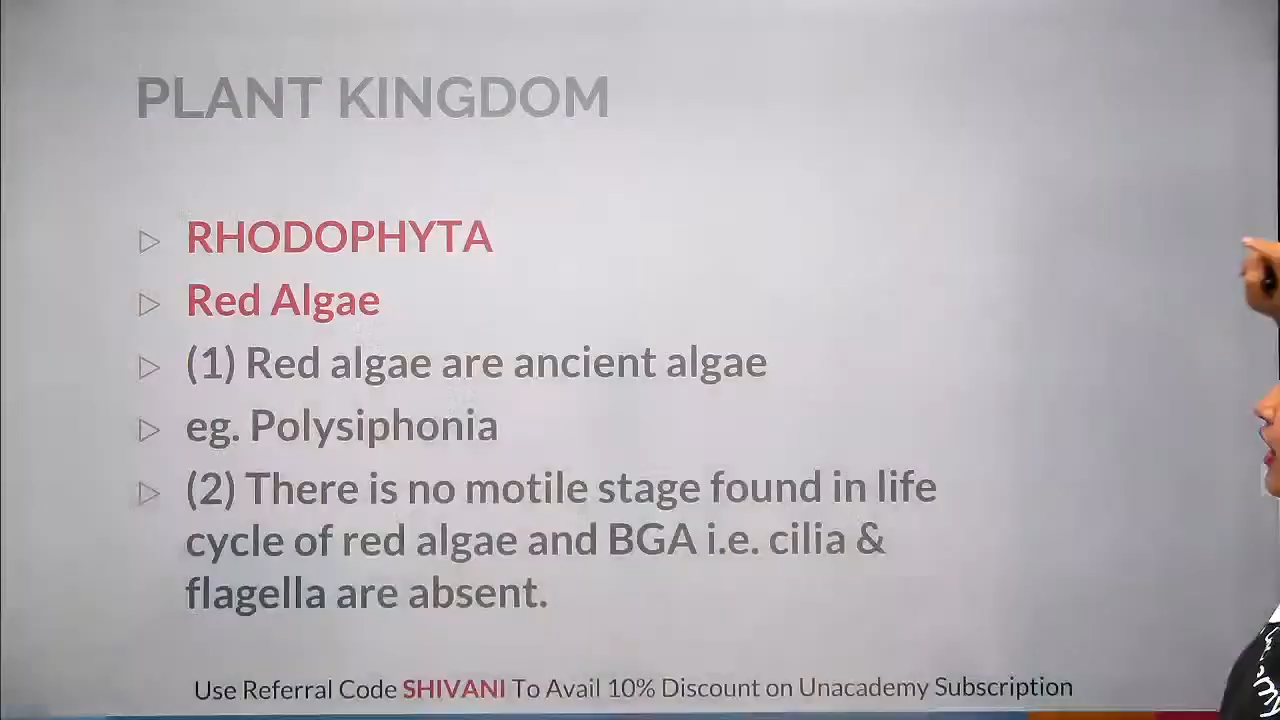 PLANT KINGDOM
RHODOPHYTA
Red Algae
(1) Red algae are ancient algae
eg. Polysiphonia
(2) There is no motile stage found in life
cycle of red algae and BGA i.e. cilia &
flagella are absent.
Use Referral Code SHIVANI To Avail 10% Discount on Unacademy Subscription